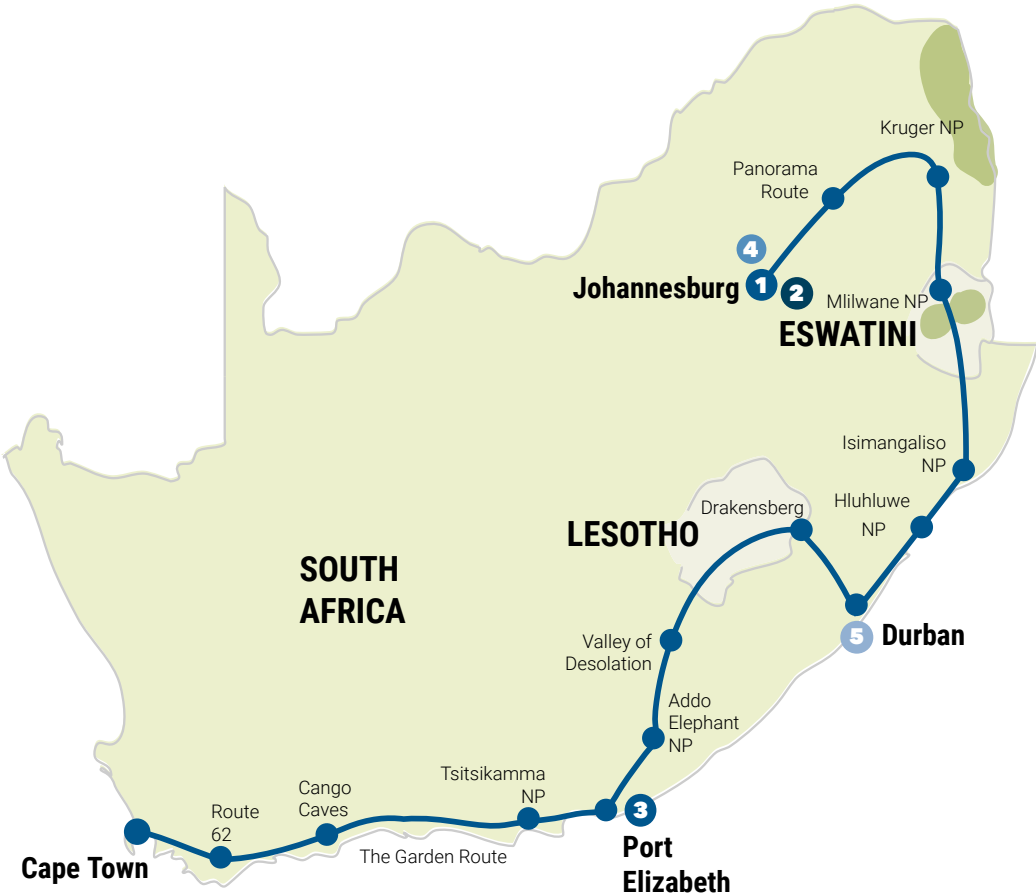 Kruger NP
Panorama
Route
4
Johannesburg
1
2
Mlilwane NP
ESWATINI
Isimangaliso
NP
Hluhluwe
NP
Drakensberg
LESOTHO
SOUTH
AFRICA
5
Durban
Valley of
Desolation
Addo
Elephant
NP
Tsitsikamma
NP
Cango
Caves
Route
62
3
Port
Elizabeth
The Garden Route
Cape Town